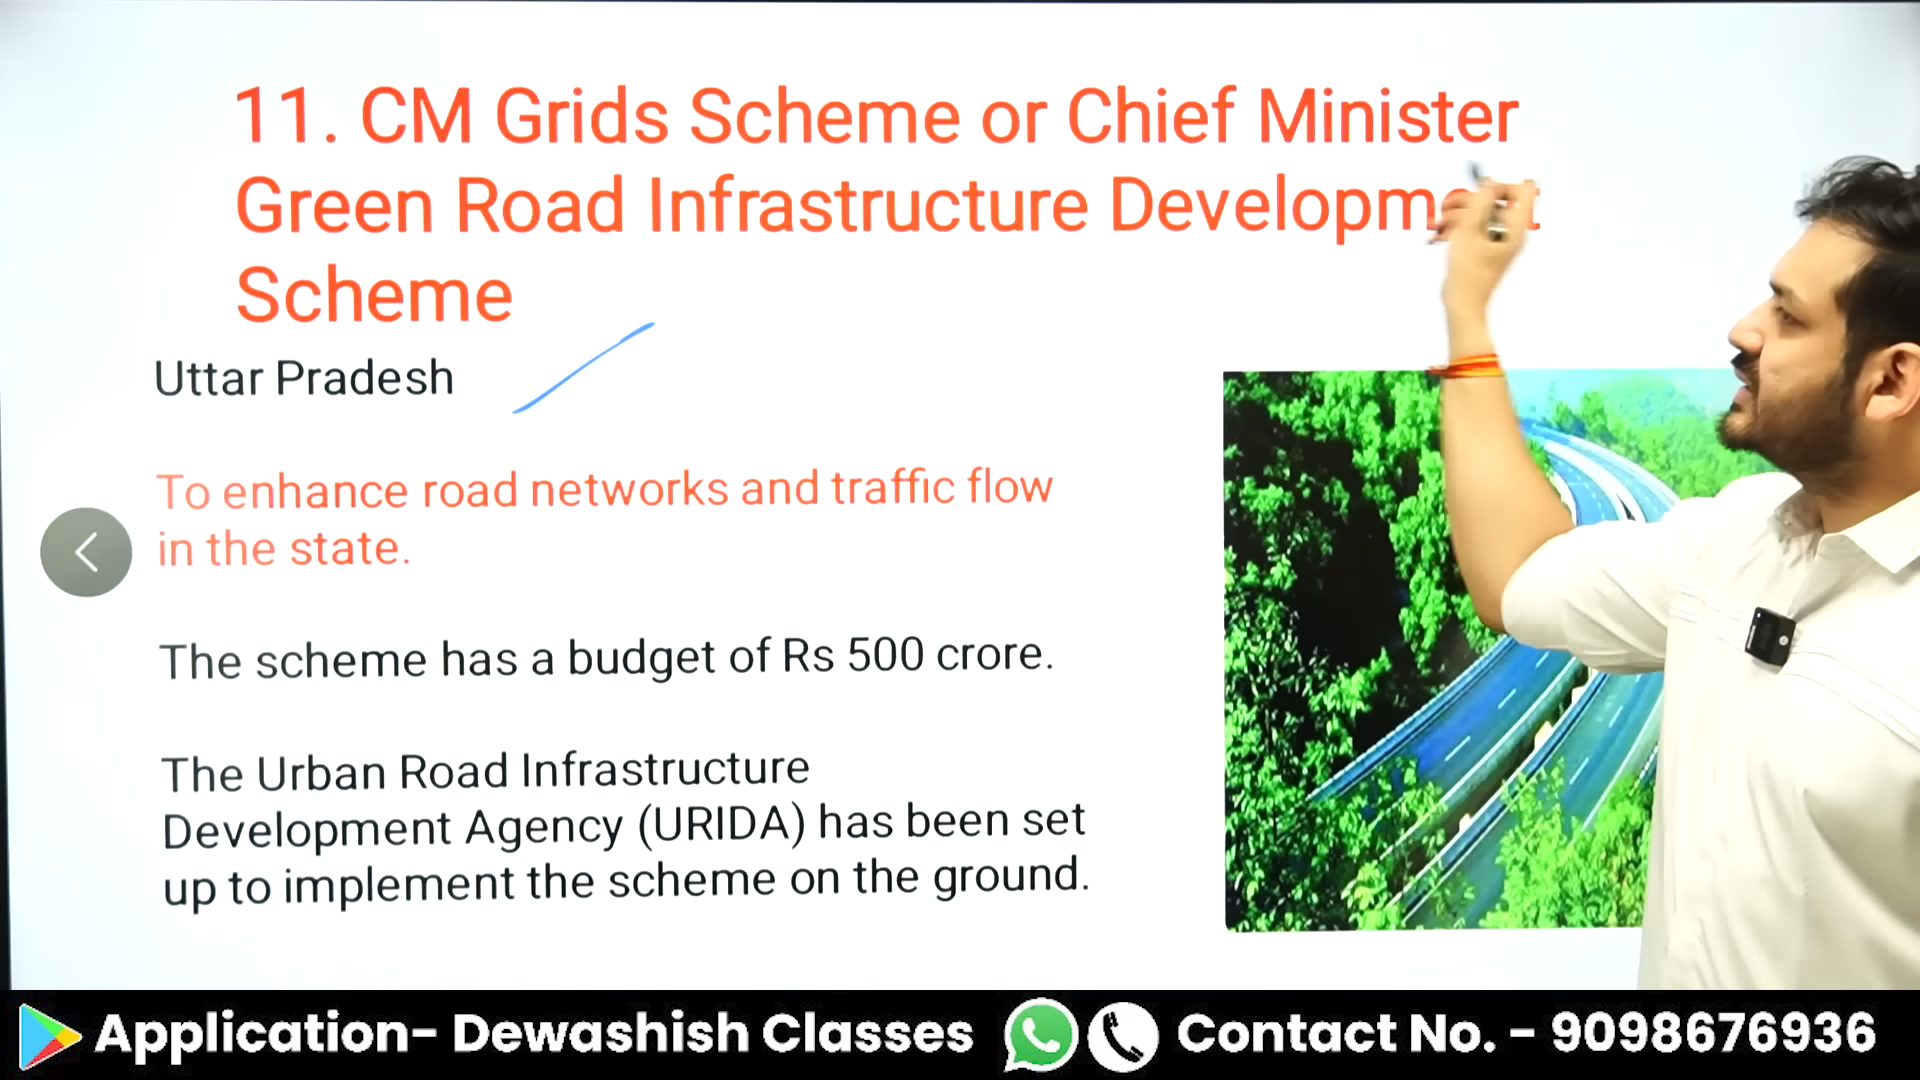 11. CM Grids Scheme or Chief Minister
Green Road Infrastructure Development
Scheme
Uttar Pradesh
To enhance road networks and traffic flow
in the state.
The scheme has a budget of Rs 500 crore.
The Urban Road Infrastructure
Development Agency (URIDA) has been set
up to implement the scheme on the ground.
Application- Dewashish Classes
Contact No. - 9098676936